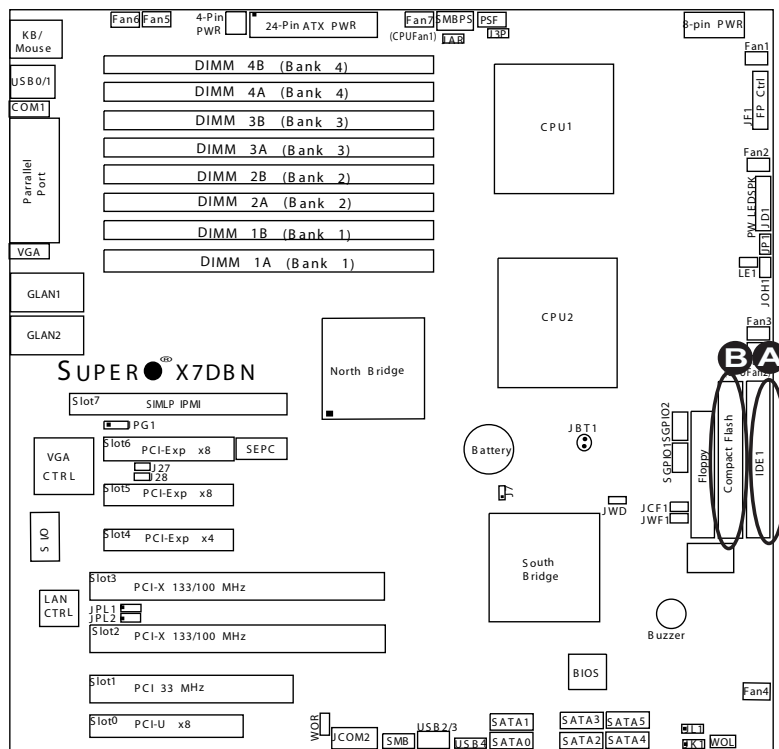 Fan6 Fan5 4-Pin PWR 24-Pin ATX PWR Fan7 (CPUFan1) SMBPS JAR PSF J3P 8-pin PWR
KB/ Mouse
Fan1
USB0/1
COM1
Parrallel Port
VGA
GLAN1
GLAN2
DIMM 4B (Bank 4)
DIMM 4A (Bank 4)
DIMM 3B (Bank 3)
DIMM 3A (Bank 3)
DIMM 2B (Bank 2)
DIMM 2A (Bank 2)
DIMM 1B (Bank 1)
DIMM 1A (Bank 1)
CPU1
CPU2
JF1 FP Ctrl
Fan2
PW LEDSPK
JD1
JP1
LE1
JOH1
Fan3
B A
SUPER ® X7DBN
North Bridge
Slot7 SIMLP IPMI
JPG1
VGA CTRL
Slot6 PCI-Exp x8 SEPC
J27
J28
Slot5 PCI-Exp x8
Battery
JBT1
J7
JWD
SGPIO1 SGPIO2
Floppy
Compact Flash
IDE1
JCF1
JWF1
S I/O
Slot4 PCI-Exp x4
South Bridge
Slot3 PCI-X 133/100 MHz
LAN CTRL
JPL1
JPL2
Slot2 PCI-X 133/100 MHz
Buzzer
BIOS
Slot1 PCI 33 MHz
Fan4
Slot0 PCI-U x8
WOR
JCOM2
SMB
USB2/3
USB4
SATA1 SATA3 SATA5
SATA0 SATA2 SATA4
WOL